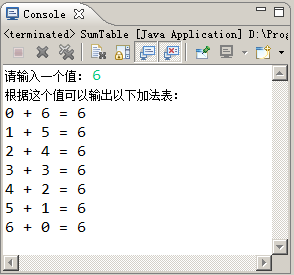 Console
<terminated> SumTable [Java Application] D:\Prog
请输入一个值: 6
根据这个值可以输出以下加法表:
0 + 6 = 6
1 + 5 = 6
2 + 4 = 6
3 + 3 = 6
4 + 2 = 6
5 + 1 = 6
6 + 0 = 6